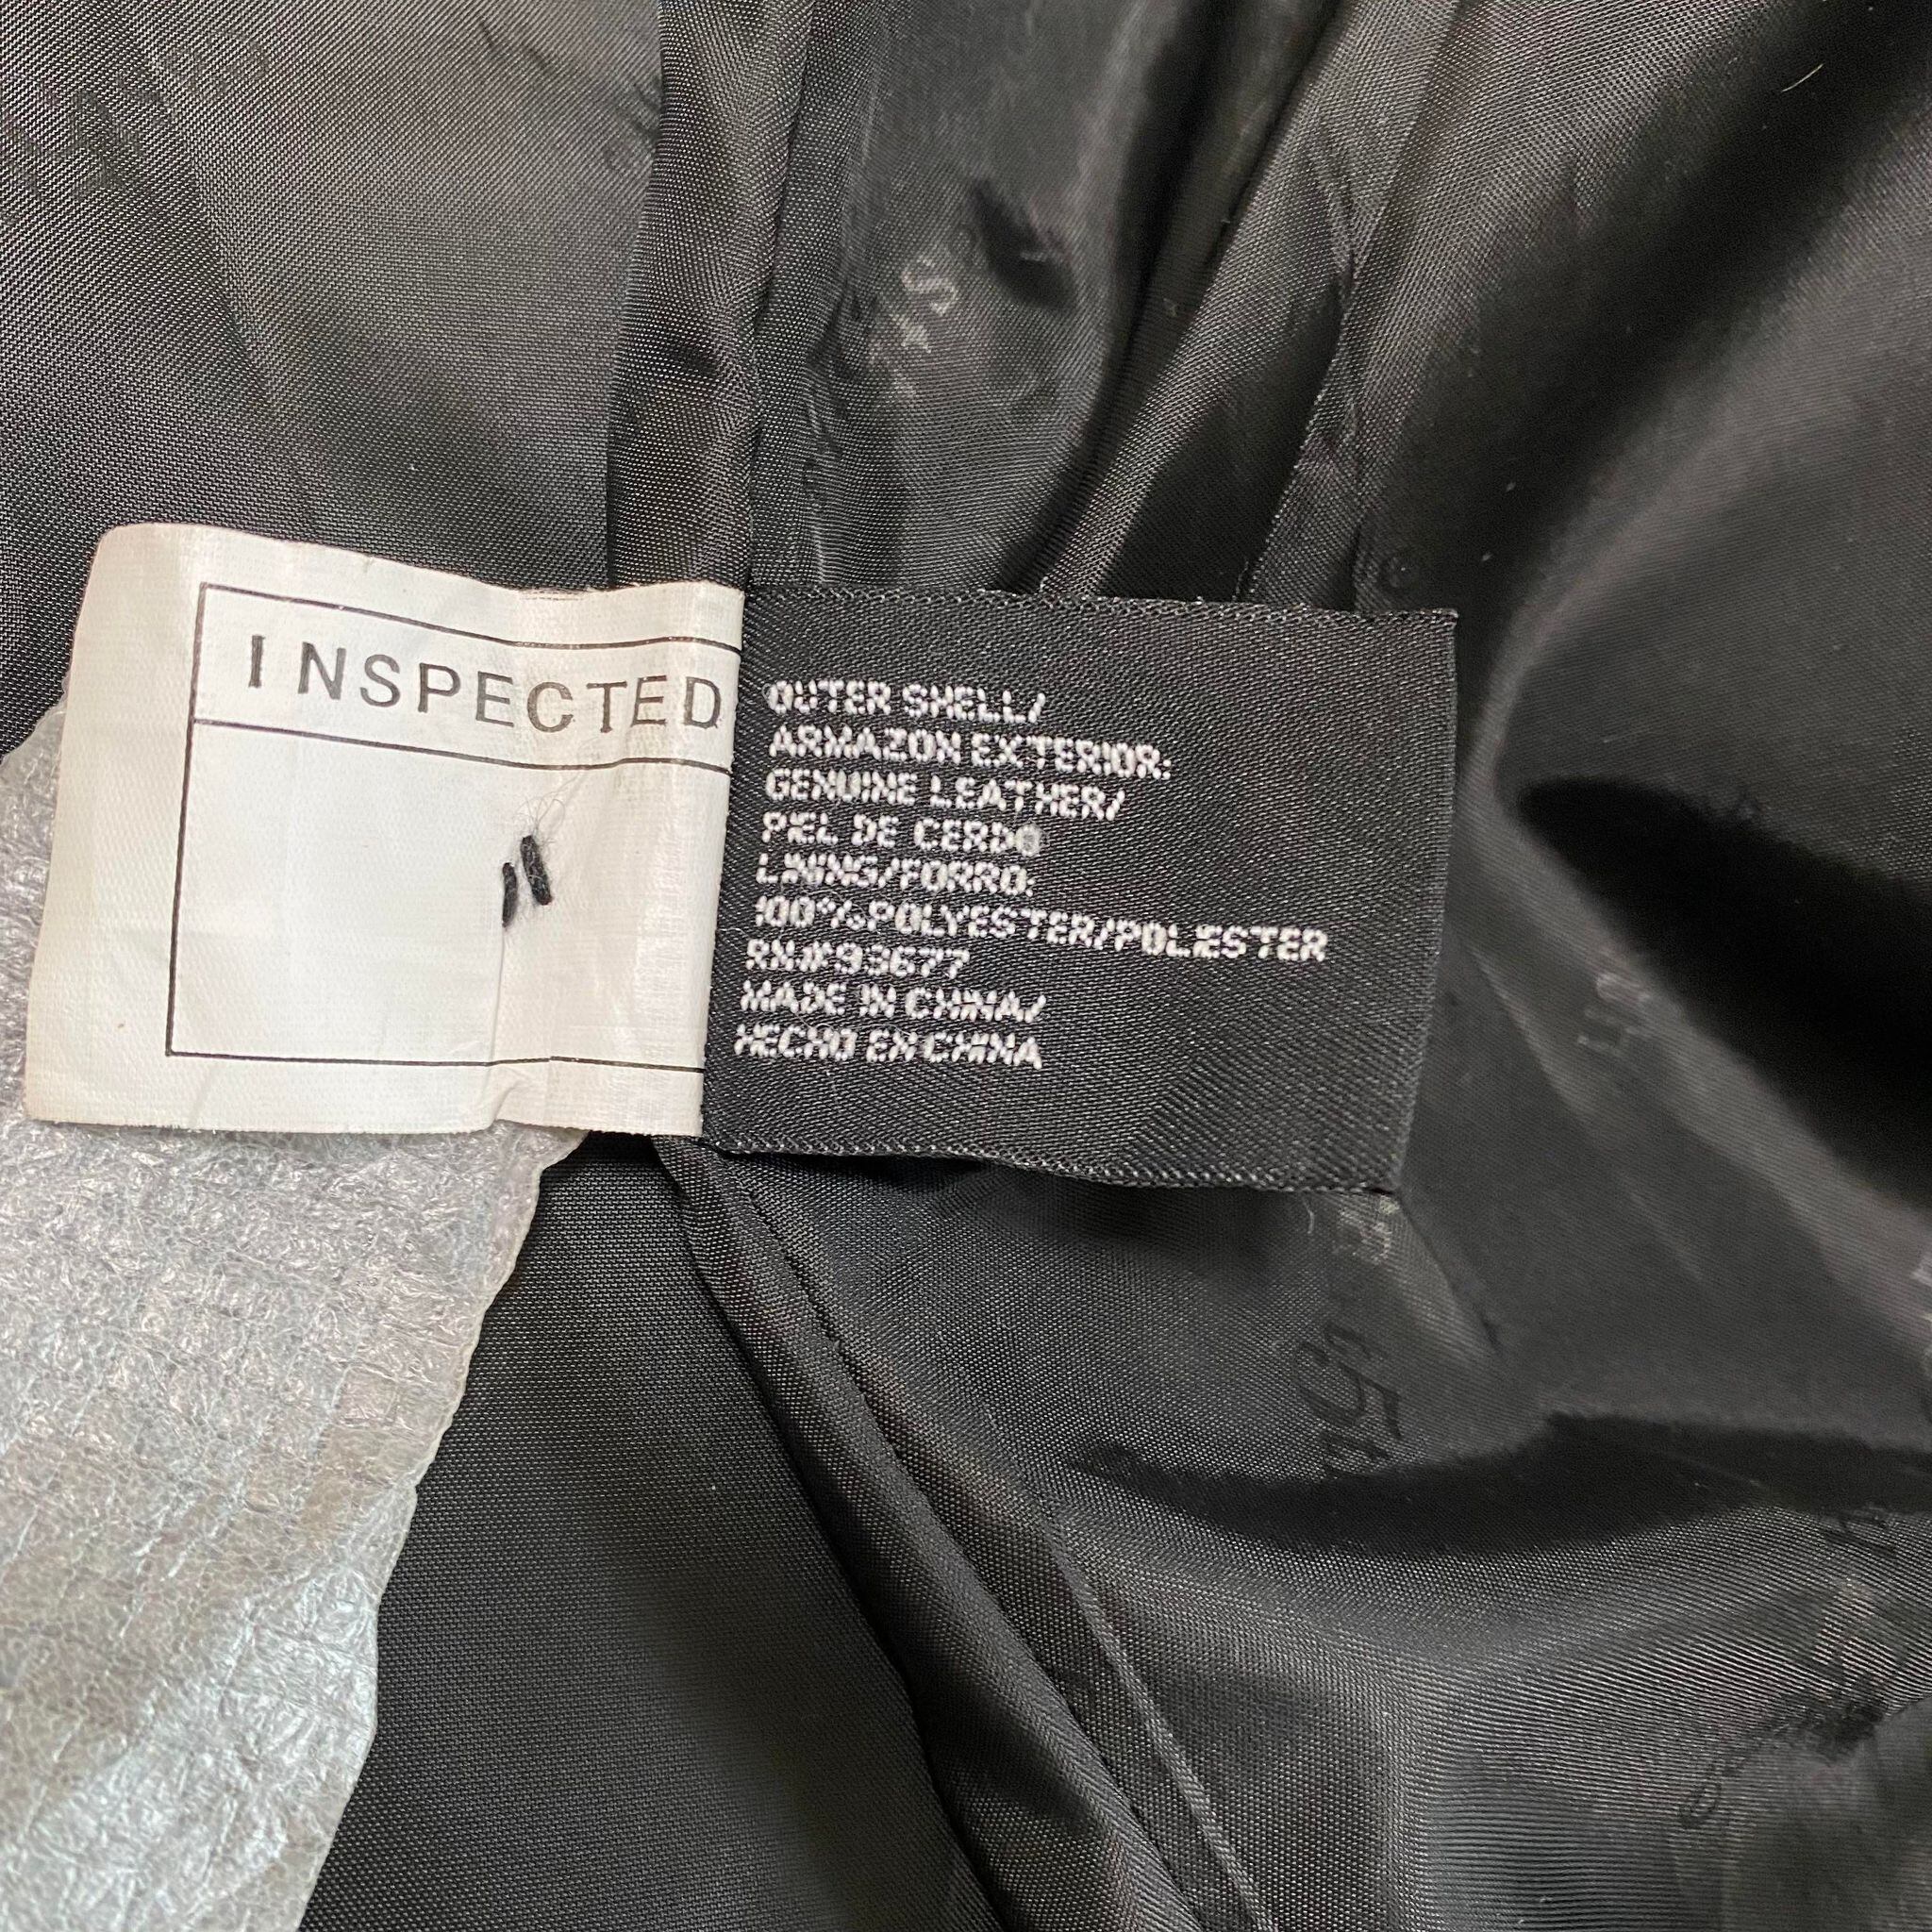 INSPECTED
OUTER SHELL/
ARMAZON EXTERIOR:
GENUINE LEATHER/
PIEL DE CERDO
LINING/FORRO:
100%POLYESTER/POLIESTER
RN#93677
MADE IN CHINA/
HECHO EN CHINA